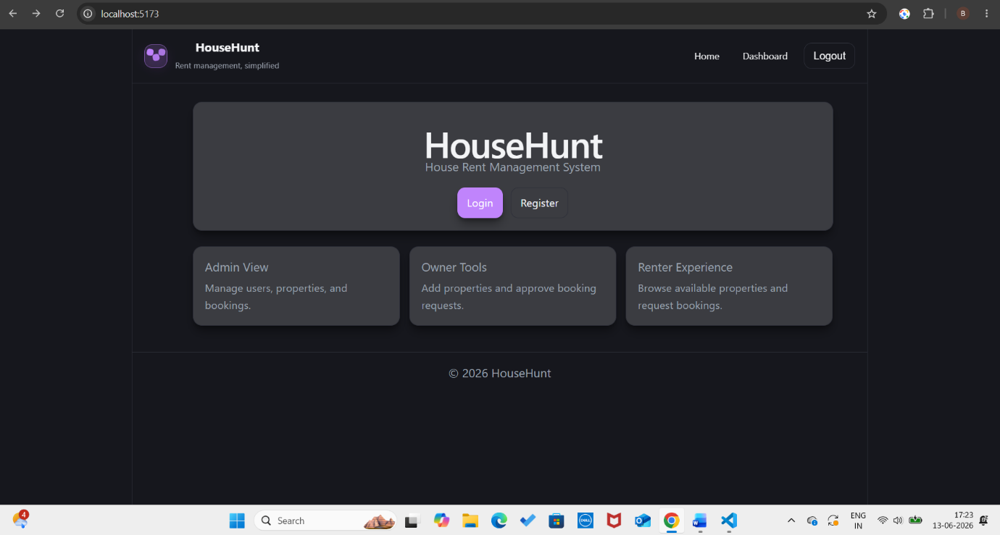 localhost:5173
B
HouseHunt
Rent management, simplified
Home
Dashboard
Logout
HouseHunt
House Rent Management System
Login
Register
Admin View
Manage users, properties, and
bookings.
Owner Tools
Add properties and approve booking
requests.
Renter Experience
Browse available properties and
request bookings.
© 2026 HouseHunt
4
Search
DELL
W
ENG
IN
17:23
13-06-2026